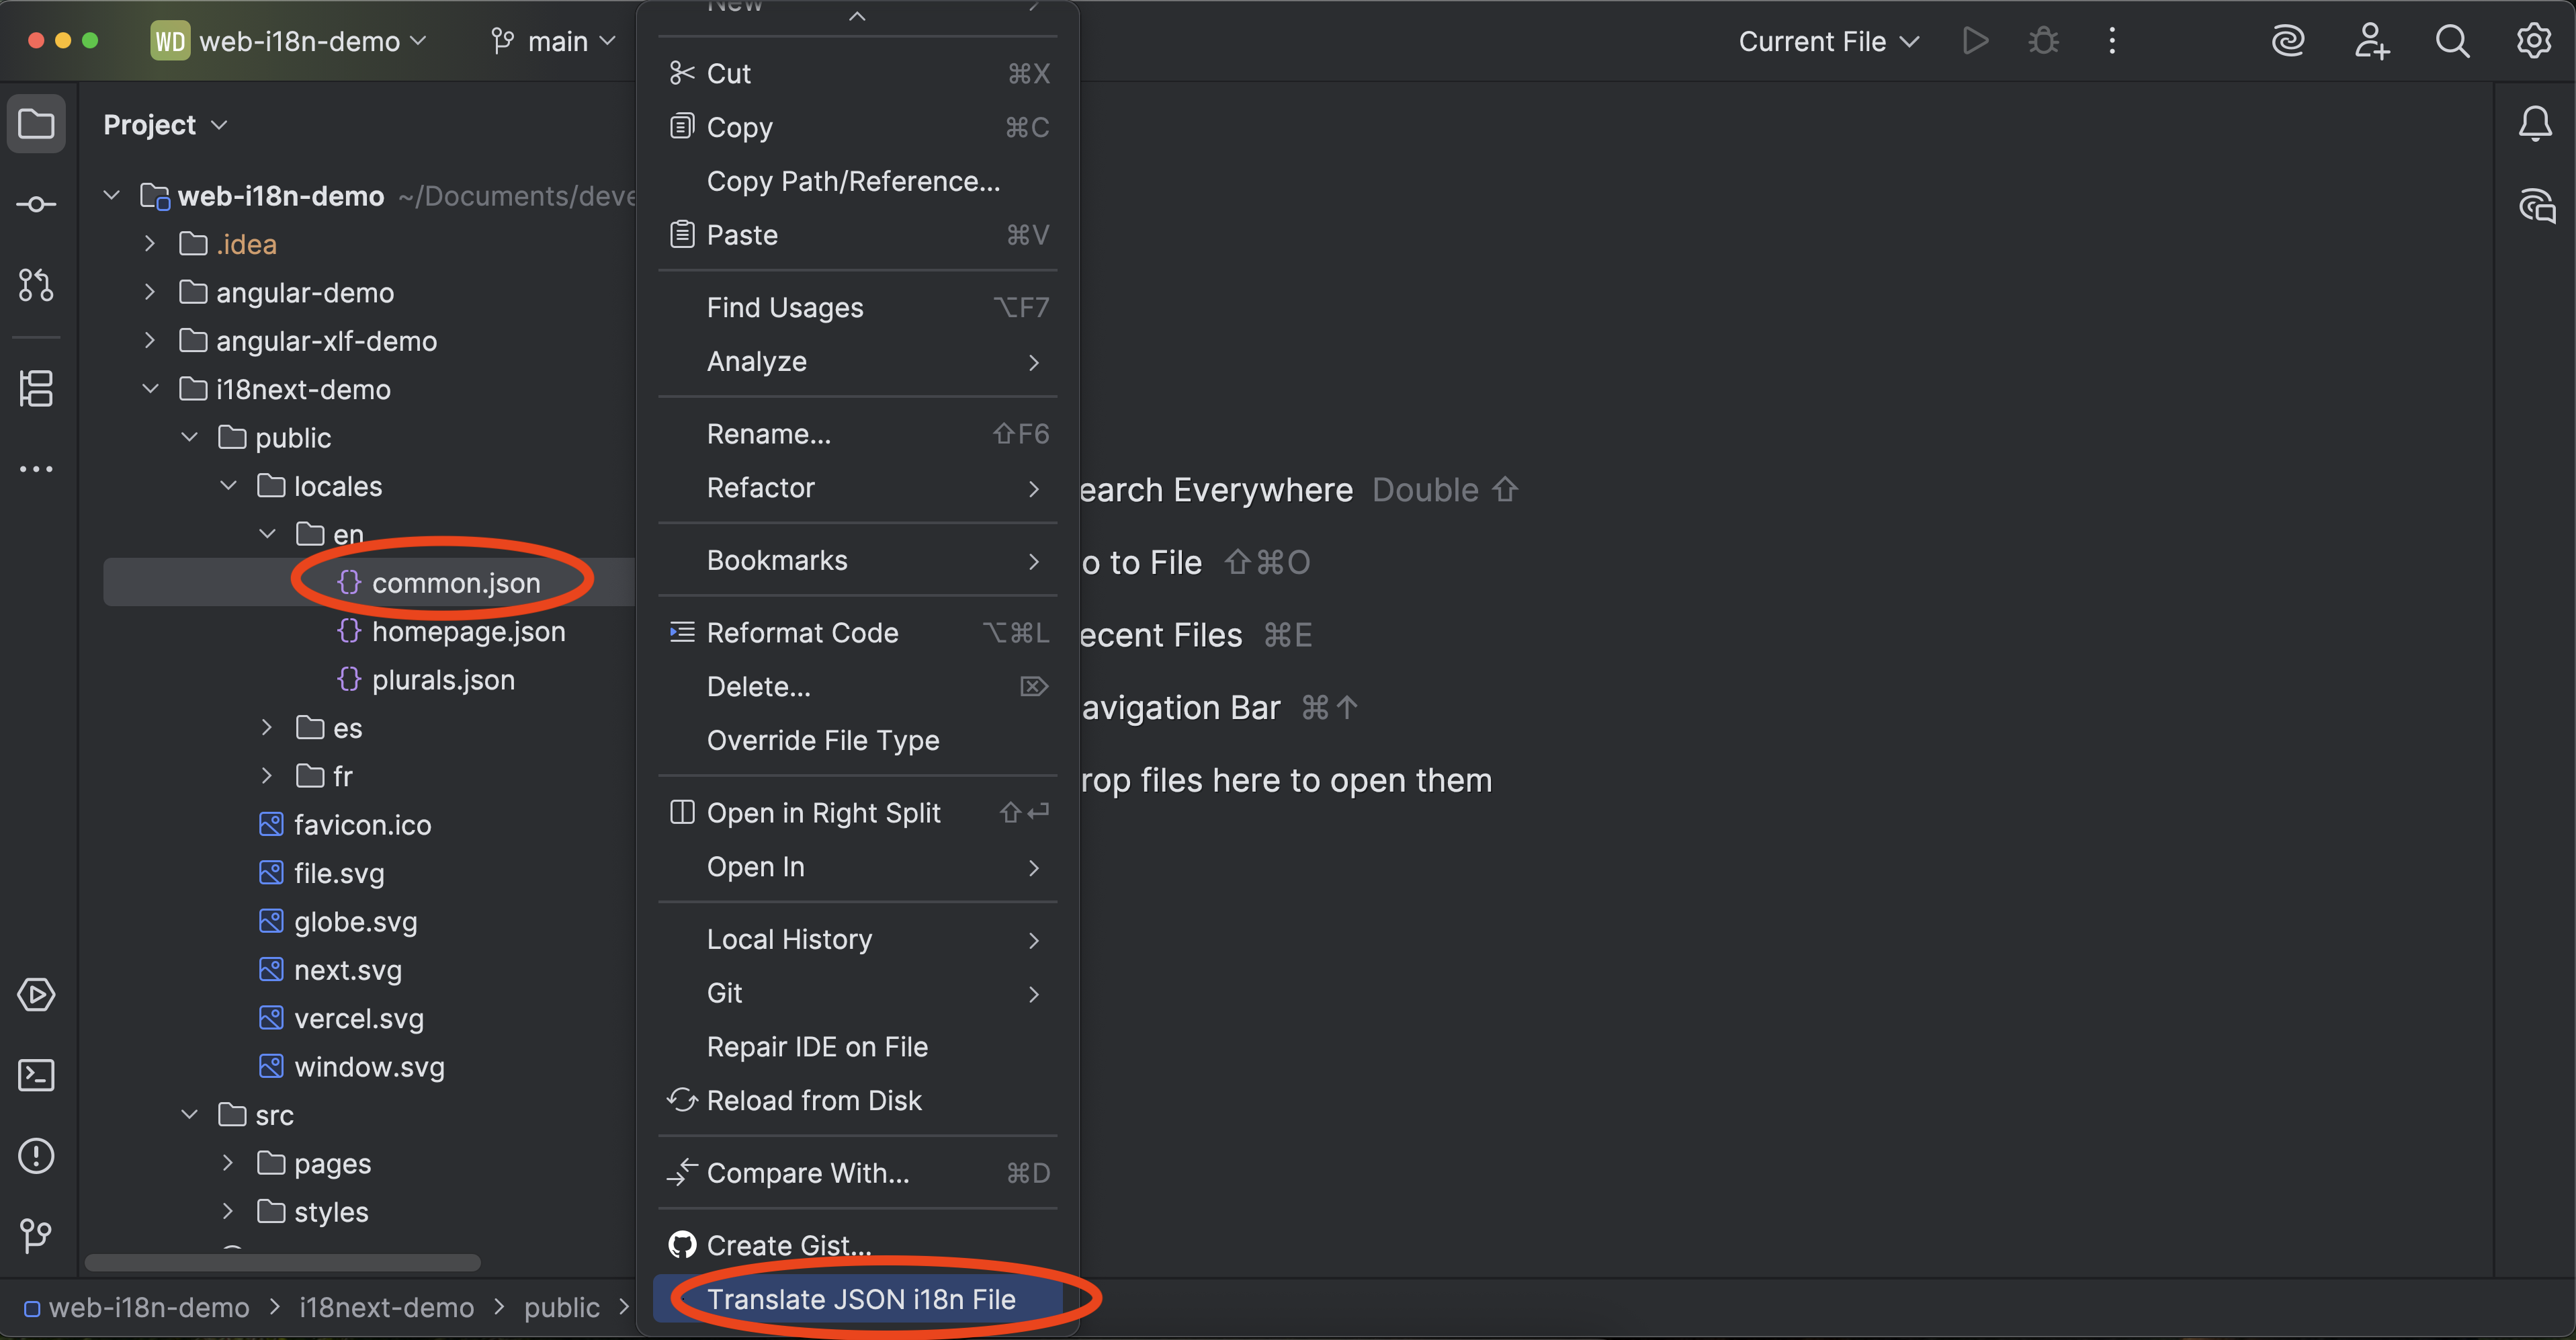 WD web-i18n-demo main
Current File
Project
web-i18n-demo ~/Documents/deve
.idea
angular-demo
angular-xlf-demo
i18next-demo
public
locales
en
common.json
homepage.json
plurals.json
es
fr
favicon.ico
file.svg
globe.svg
next.svg
vercel.svg
window.svg
src
pages
styles
web-i18n-demo > i18next-demo > public >
New
Cut ⌘X
Copy ⌘C
Copy Path/Reference...
Paste ⌘V
Find Usages ⌥F7
Analyze
Rename... ⇧F6
Refactor
Bookmarks
Reformat Code ⌥⌘L
Delete... ⌦
Override File Type
Open in Right Split ⇧⏎
Open In
Local History
Git
Repair IDE on File
Reload from Disk
Compare With... ⌘D
Create Gist...
Translate JSON i18n File
earch Everywhere Double ⇧
o to File ⇧⌘O
ecent Files ⌘E
avigation Bar ⌘↑
rop files here to open them